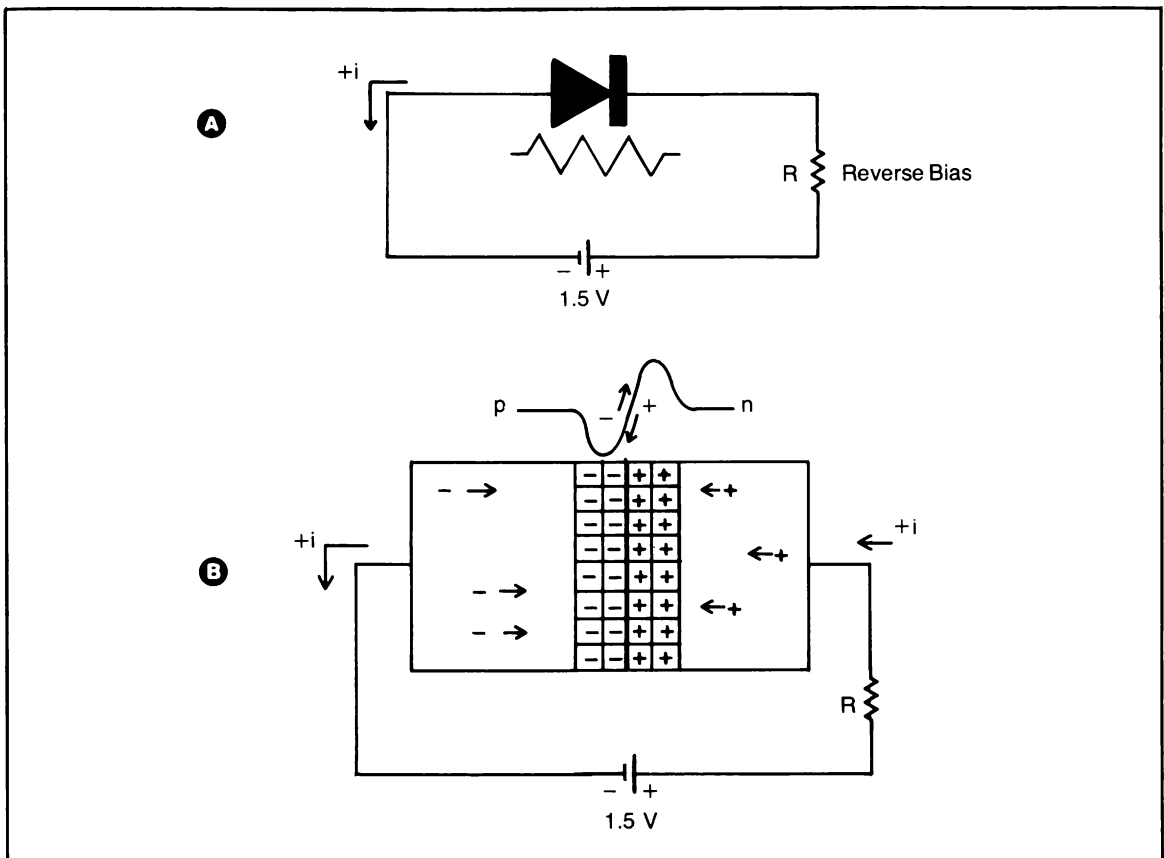 +i
A
R Reverse Bias
− +
1.5 V
p − + n
− − + +
− → − − + + ← +
− − + +
+i − − + + ← + +i
B
− → − − + +
− − + + ← +
− → − − + +
− − + +
R
− +
1.5 V